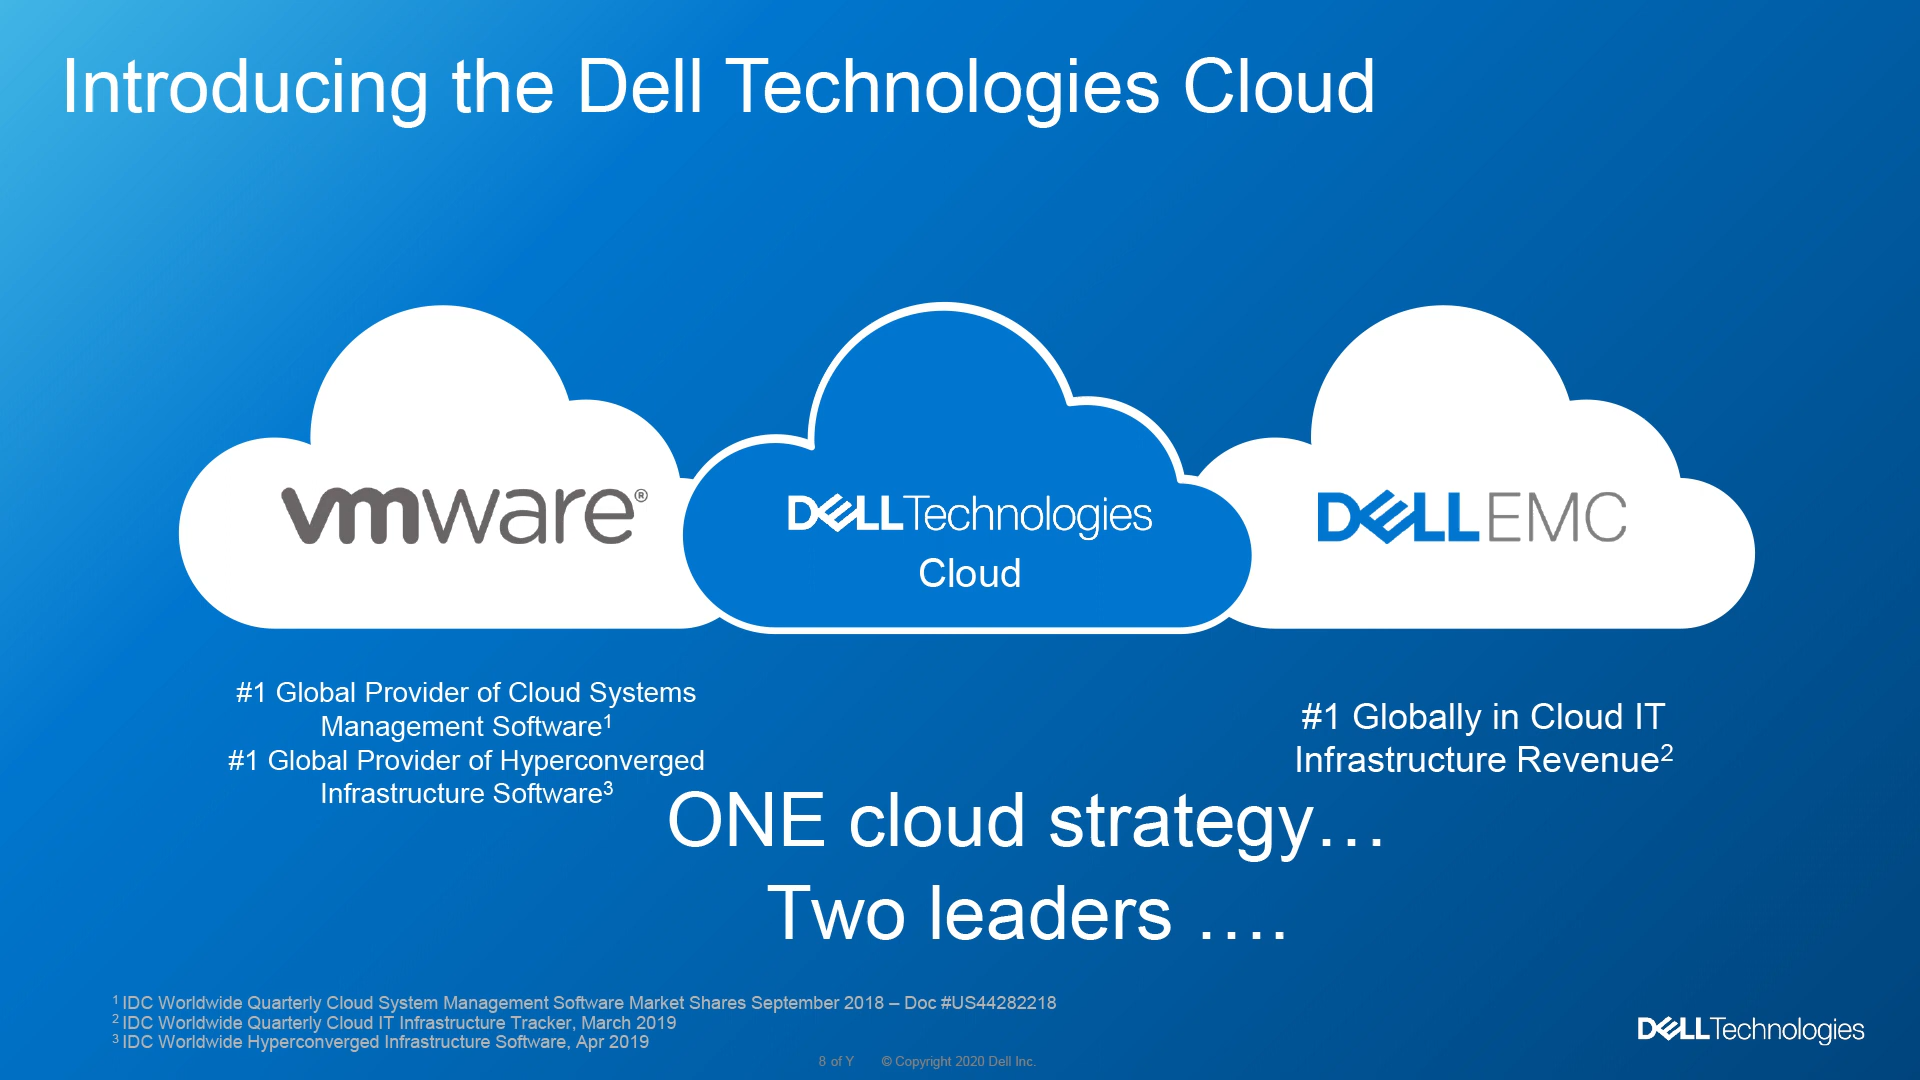 Introducing the Dell Technologies Cloud
vmware®
DELLTechnologies
Cloud
DELLEMC
#1 Global Provider of Cloud Systems
Management Software1
#1 Global Provider of Hyperconverged
Infrastructure Software3
#1 Globally in Cloud IT
Infrastructure Revenue2
ONE cloud strategy…
Two leaders ….
1 IDC Worldwide Quarterly Cloud System Management Software Market Shares September 2018 – Doc #US44282218
2 IDC Worldwide Quarterly Cloud IT Infrastructure Tracker, March 2019
3 IDC Worldwide Hyperconverged Infrastructure Software, Apr 2019
DELLTechnologies
8 of Y © Copyright 2020 Dell Inc.